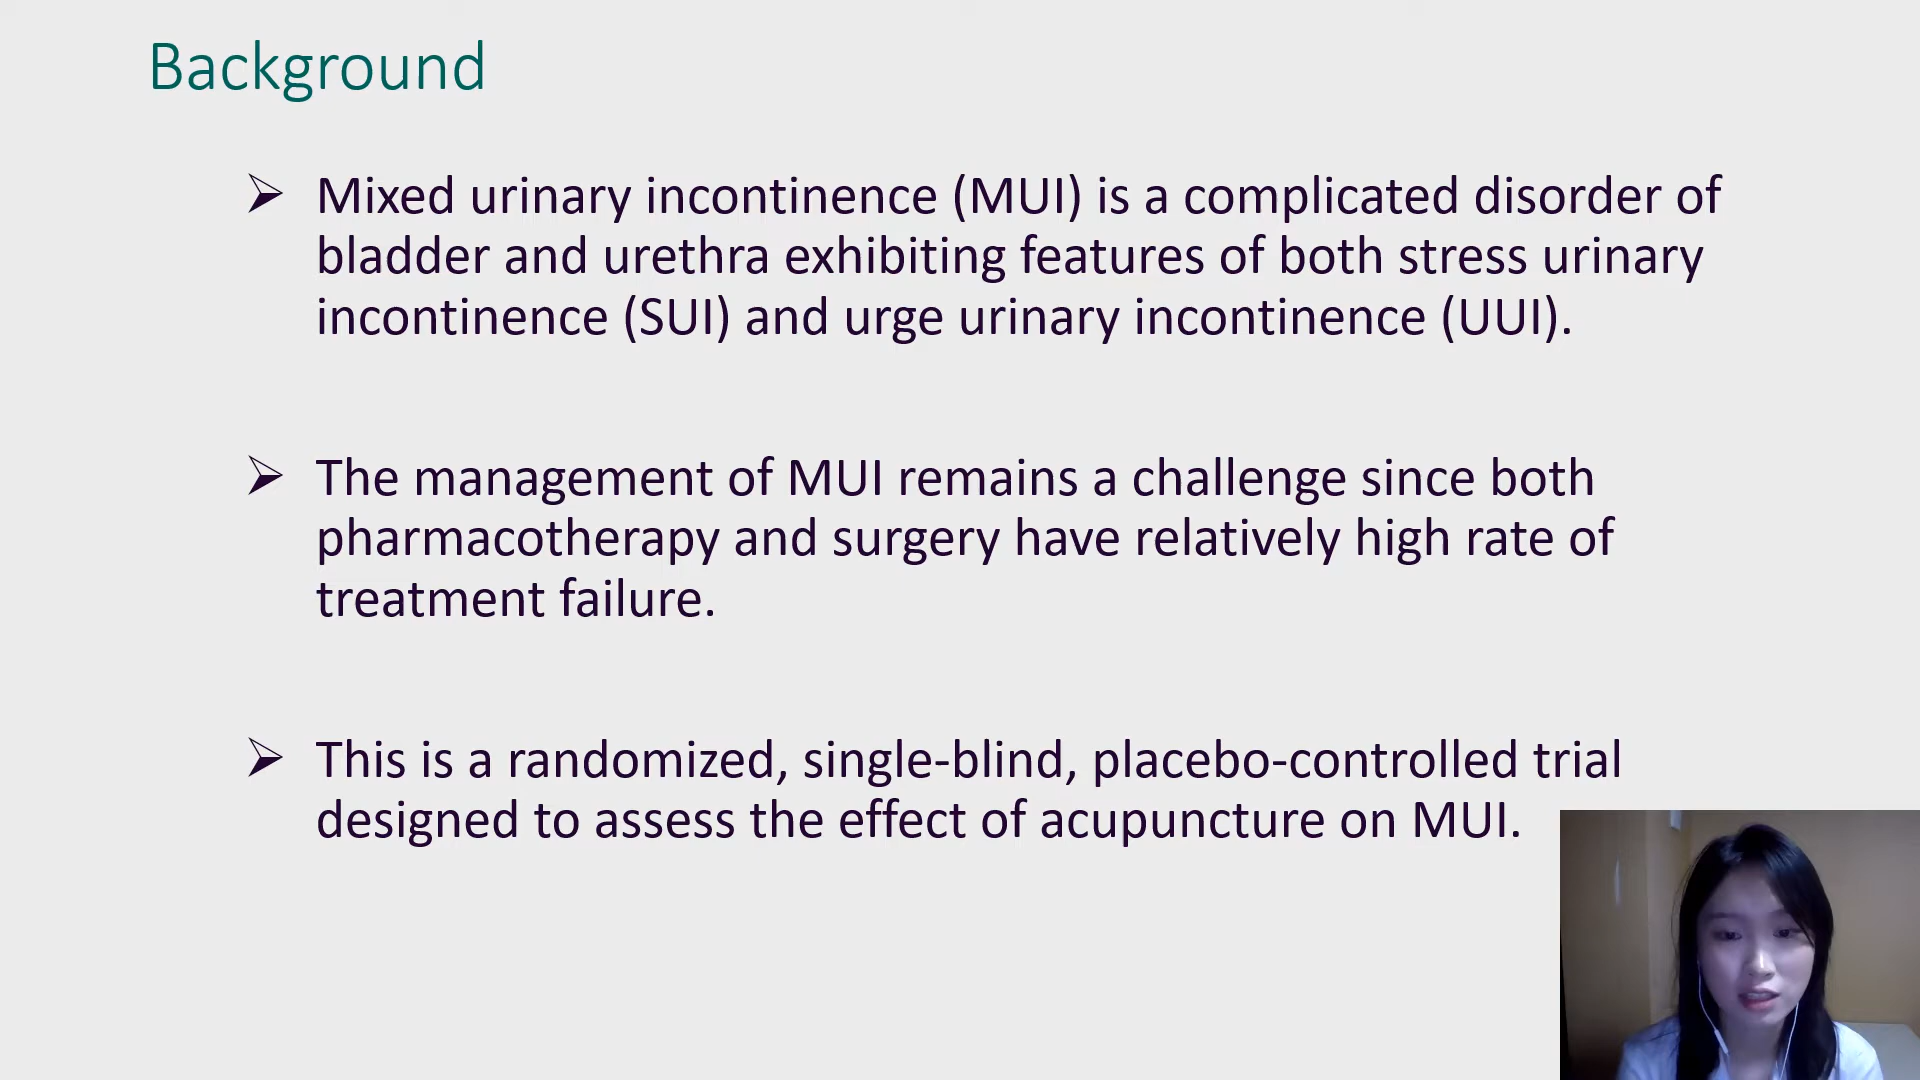 Background
➢ Mixed urinary incontinence (MUI) is a complicated disorder of
bladder and urethra exhibiting features of both stress urinary
incontinence (SUI) and urge urinary incontinence (UUI).
➢ The management of MUI remains a challenge since both
pharmacotherapy and surgery have relatively high rate of
treatment failure.
➢ This is a randomized, single-blind, placebo-controlled trial
designed to assess the effect of acupuncture on MUI.